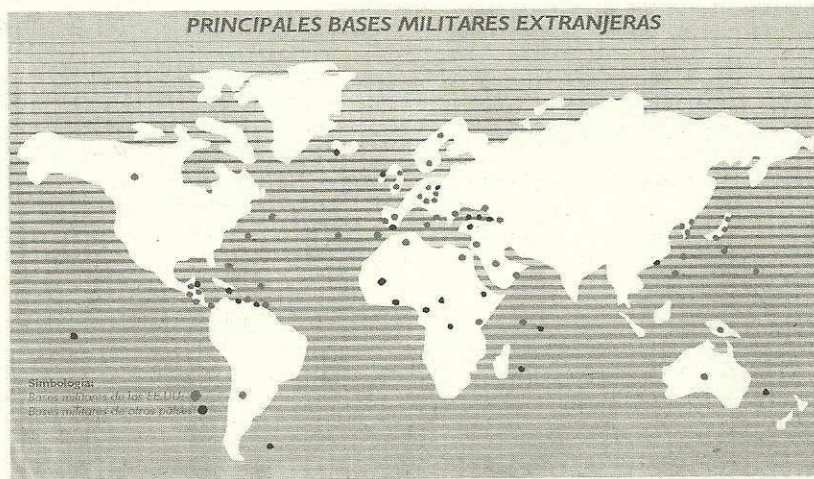 PRINCIPALES BASES MILITARES EXTRANJERAS
Simbología:
Bases militares de los EE.UU.
Bases militares de otros países